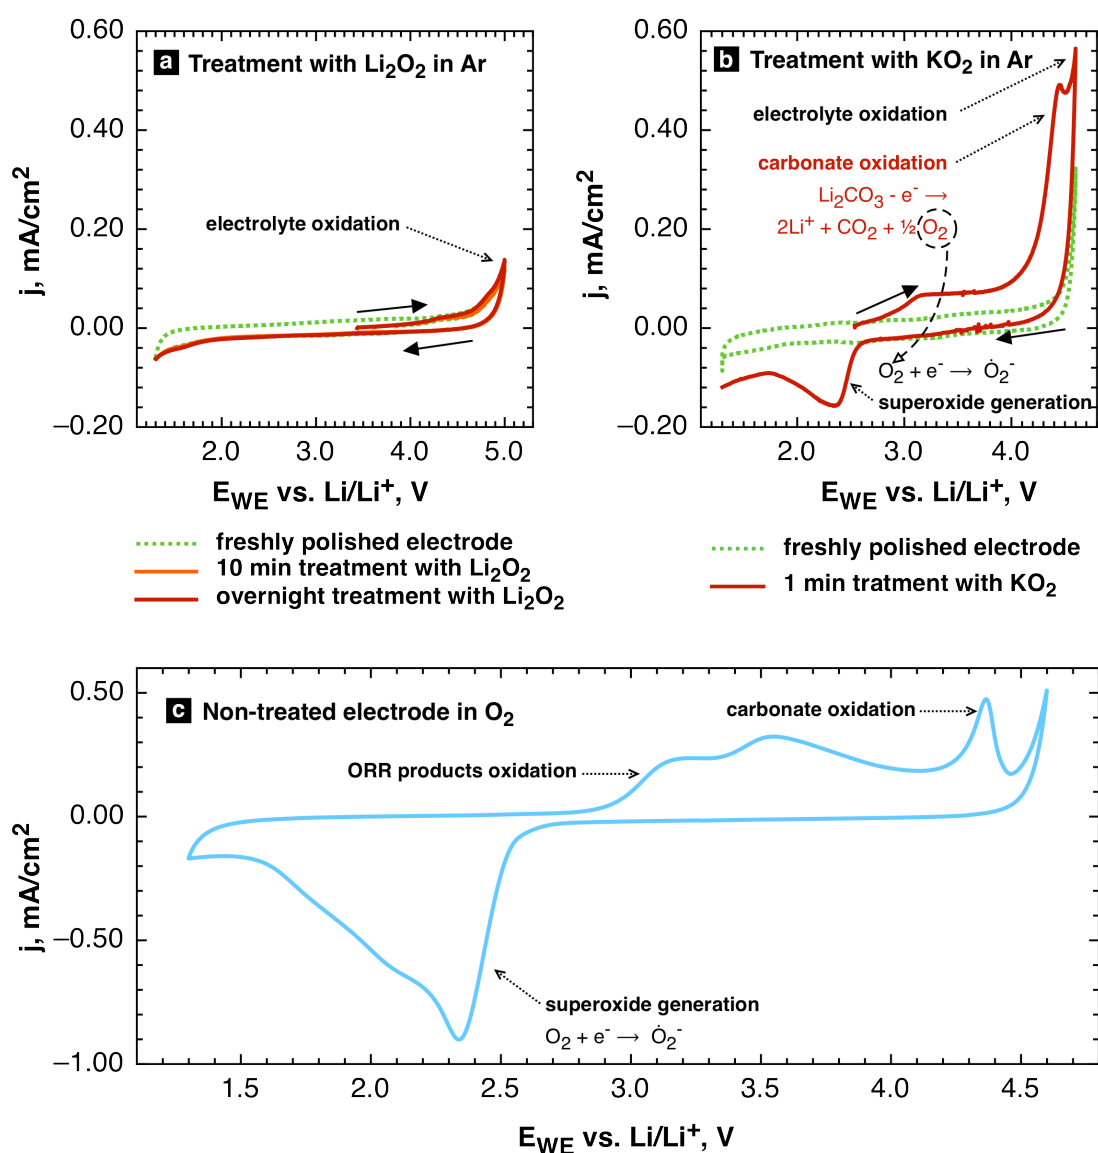 a Treatment with Li2O2 in Ar
electrolyte oxidation
0.60
0.40
0.20
0.00
−0.20
j, mA/cm2
2.0 3.0 4.0 5.0
EWE vs. Li/Li+, V
freshly polished electrode
10 min treatment with Li2O2
overnight treatment with Li2O2
b Treatment with KO2 in Ar
electrolyte oxidation
carbonate oxidation
Li2CO3 - e- →
2Li+ + CO2 + ½ O2
O2 + e- → Ȯ2-
superoxide generation
0.60
0.40
0.20
0.00
−0.20
j, mA/cm2
2.0 3.0 4.0
EWE vs. Li/Li+, V
freshly polished electrode
1 min tratment with KO2
c Non-treated electrode in O2
carbonate oxidation
ORR products oxidation
superoxide generation
O2 + e- → Ȯ2-
0.50
0.00
−0.50
−1.00
j, mA/cm2
1.5 2.0 2.5 3.0 3.5 4.0 4.5
EWE vs. Li/Li+, V